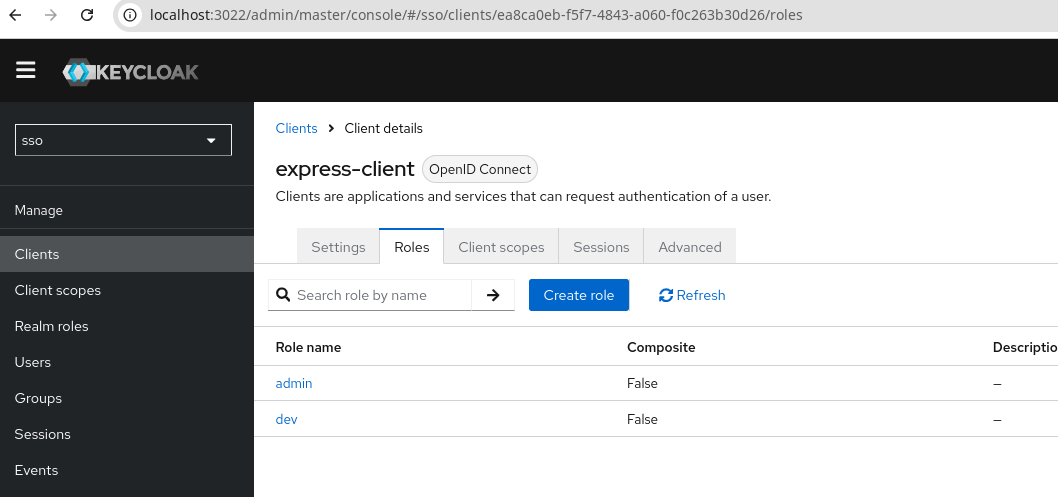 localhost:3022/admin/master/console/#/sso/clients/ea8ca0eb-f5f7-4843-a060-f0c263b30d26/roles
KEYCLOAK
sso
Manage
Clients
Client scopes
Realm roles
Users
Groups
Sessions
Events
Clients > Client details
express-client OpenID Connect
Clients are applications and services that can request authentication of a user.
Settings Roles Client scopes Sessions Advanced
Search role by name Create role Refresh
Role name Composite Descriptio
admin False –
dev False –